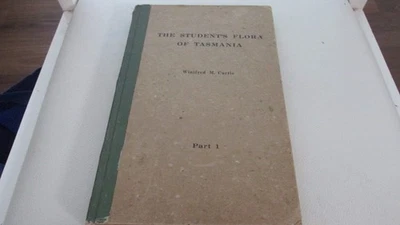 THE STUDENT'S FLORA
OF TASMANIA
Winifred M. Curtis
Part 1